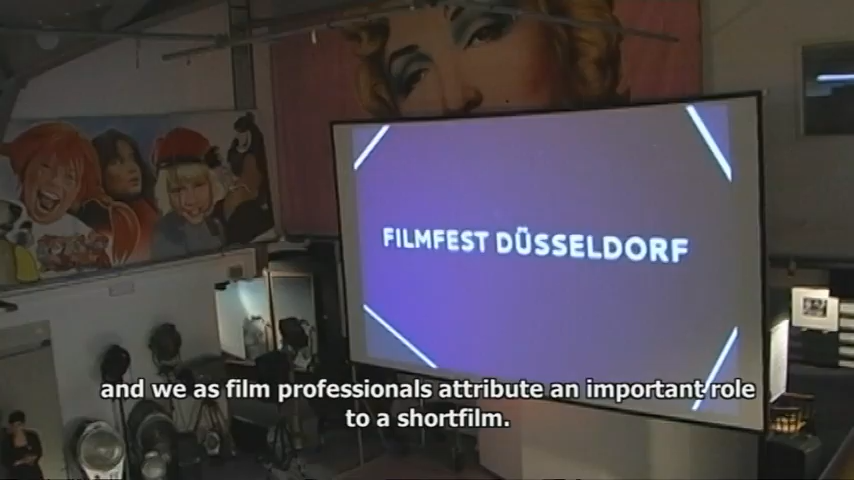 FILMFEST DÜSSELDORF
and we as film professionals attribute an important role
to a shortfilm.